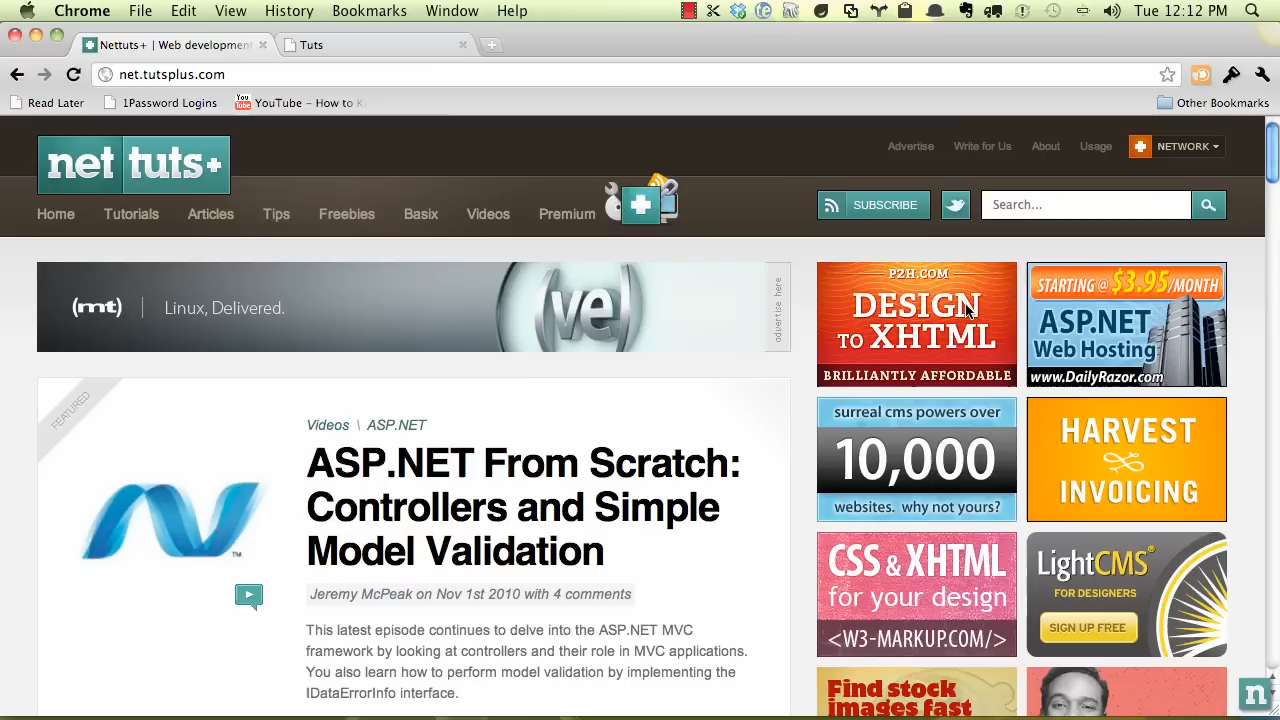 Chrome File Edit View History Bookmarks Window Help Tue 12:12 PM
Nettuts+ | Web development Tuts
net.tutsplus.com
Read Later 1Password Logins YouTube – How to Other Bookmarks
Advertise Write for Us About Usage NETWORK
net tuts+
Home Tutorials Articles Tips Freebies Basix Videos Premium
SUBSCRIBE Search...
(mt) Linux, Delivered.
(ve)
advertise here
P2H.COM
DESIGN
TO XHTML
BRILLIANTLY AFFORDABLE
STARTING @ $3.95/MONTH
ASP.NET
Web Hosting
www.DailyRazor.com
FEATURED
Videos \ ASP.NET
ASP.NET From Scratch:
Controllers and Simple
Model Validation
Jeremy McPeak on Nov 1st 2010 with 4 comments
This latest episode continues to delve into the ASP.NET MVC
framework by looking at controllers and their role in MVC applications.
You also learn how to perform model validation by implementing the
IDataErrorInfo interface.
TM
surreal cms powers over
10,000
websites. why not yours?
HARVEST
INVOICING
CSS & XHTML
for your design
<W3-MARKUP.COM/>
LightCMS®
FOR DESIGNERS
SIGN UP FREE
Find stock
images fast
n